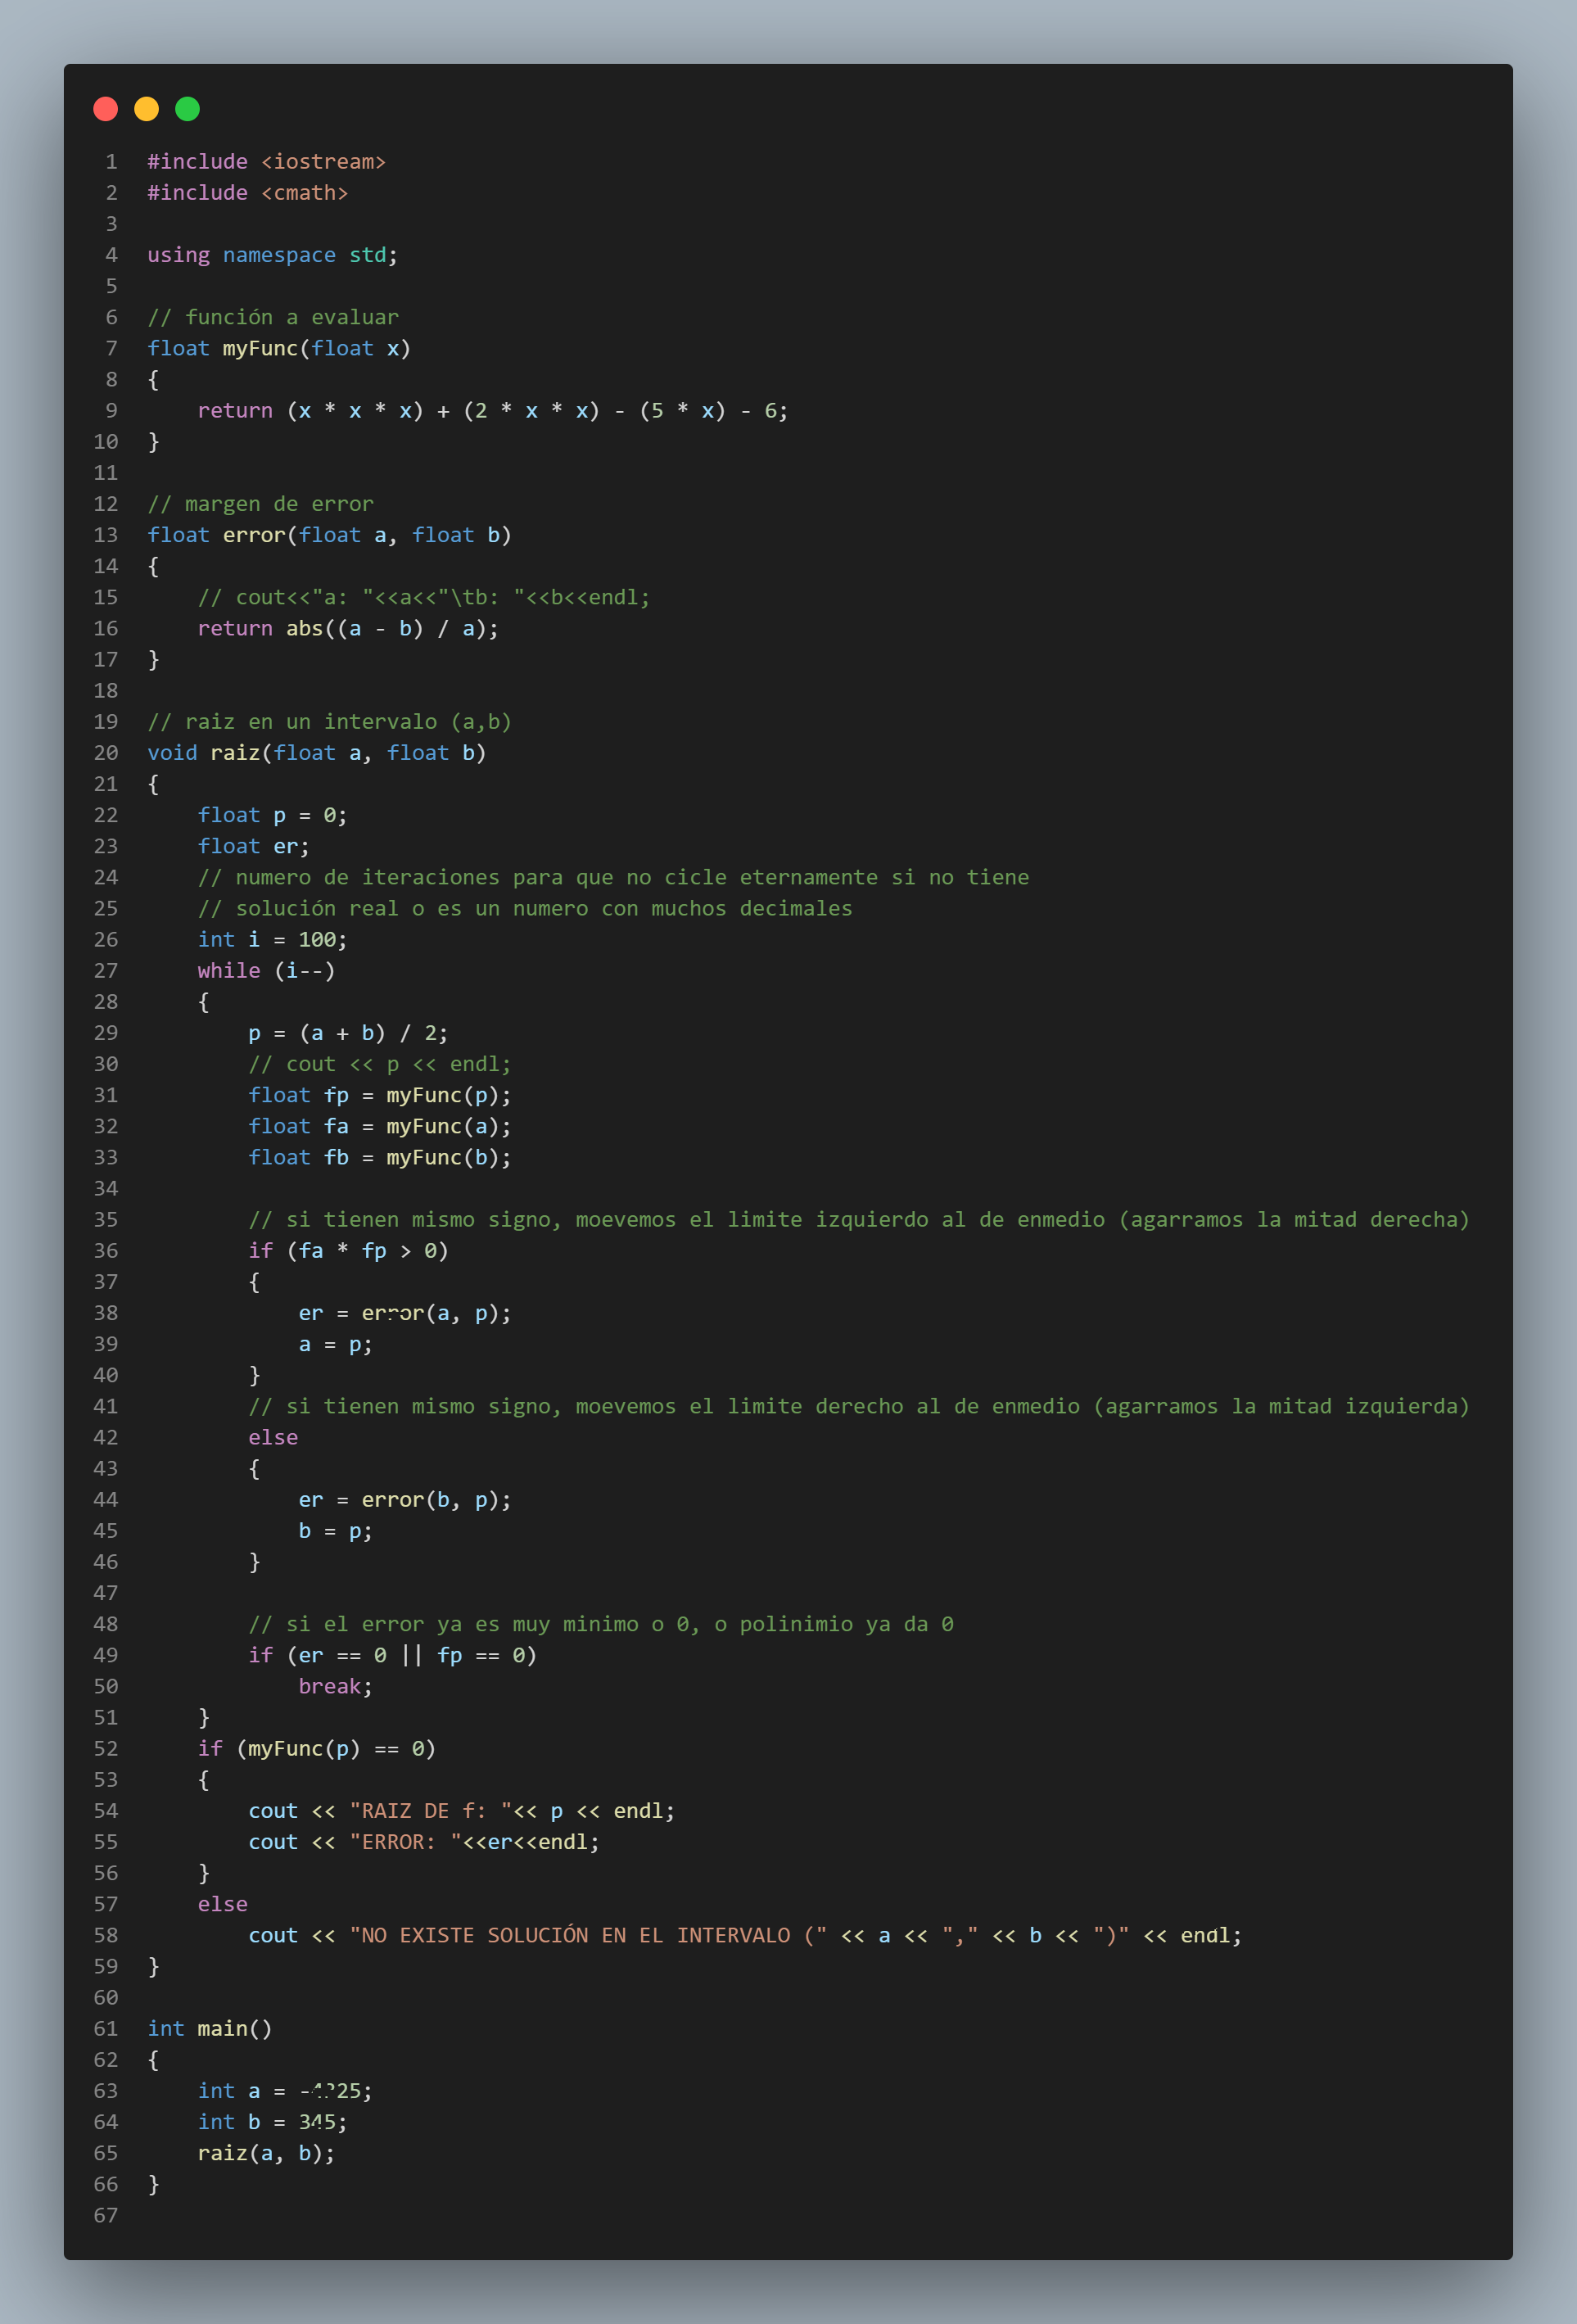 1 #include <iostream>
2 #include <cmath>
3
4 using namespace std;
5
6 // función a evaluar
7 float myFunc(float x)
8 {
9     return (x * x * x) + (2 * x * x) - (5 * x) - 6;
10 }
11
12 // margen de error
13 float error(float a, float b)
14 {
15     // cout<<"a: "<<a<<"\tb: "<<b<<endl;
16     return abs((a - b) / a);
17 }
18
19 // raiz en un intervalo (a,b)
20 void raiz(float a, float b)
21 {
22     float p = 0;
23     float er;
24     // numero de iteraciones para que no cicle eternamente si no tiene
25     // solución real o es un numero con muchos decimales
26     int i = 100;
27     while (i--)
28     {
29         p = (a + b) / 2;
30         // cout << p << endl;
31         float fp = myFunc(p);
32         float fa = myFunc(a);
33         float fb = myFunc(b);
34
35         // si tienen mismo signo, moevemos el limite izquierdo al de enmedio (agarramos la mitad derecha)
36         if (fa * fp > 0)
37         {
38             er = error(a, p);
39             a = p;
40         }
41         // si tienen mismo signo, moevemos el limite derecho al de enmedio (agarramos la mitad izquierda)
42         else
43         {
44             er = error(b, p);
45             b = p;
46         }
47
48         // si el error ya es muy minimo o 0, o polinimio ya da 0
49         if (er == 0 || fp == 0)
50             break;
51     }
52     if (myFunc(p) == 0)
53     {
54         cout << "RAIZ DE f: "<< p << endl;
55         cout << "ERROR: "<<er<<endl;
56     }
57     else
58         cout << "NO EXISTE SOLUCIÓN EN EL INTERVALO (" << a << "," << b << ")" << endl;
59 }
60
61 int main()
62 {
63     int a =
64     int b = 345;
65     raiz(a, b);
66 }
67